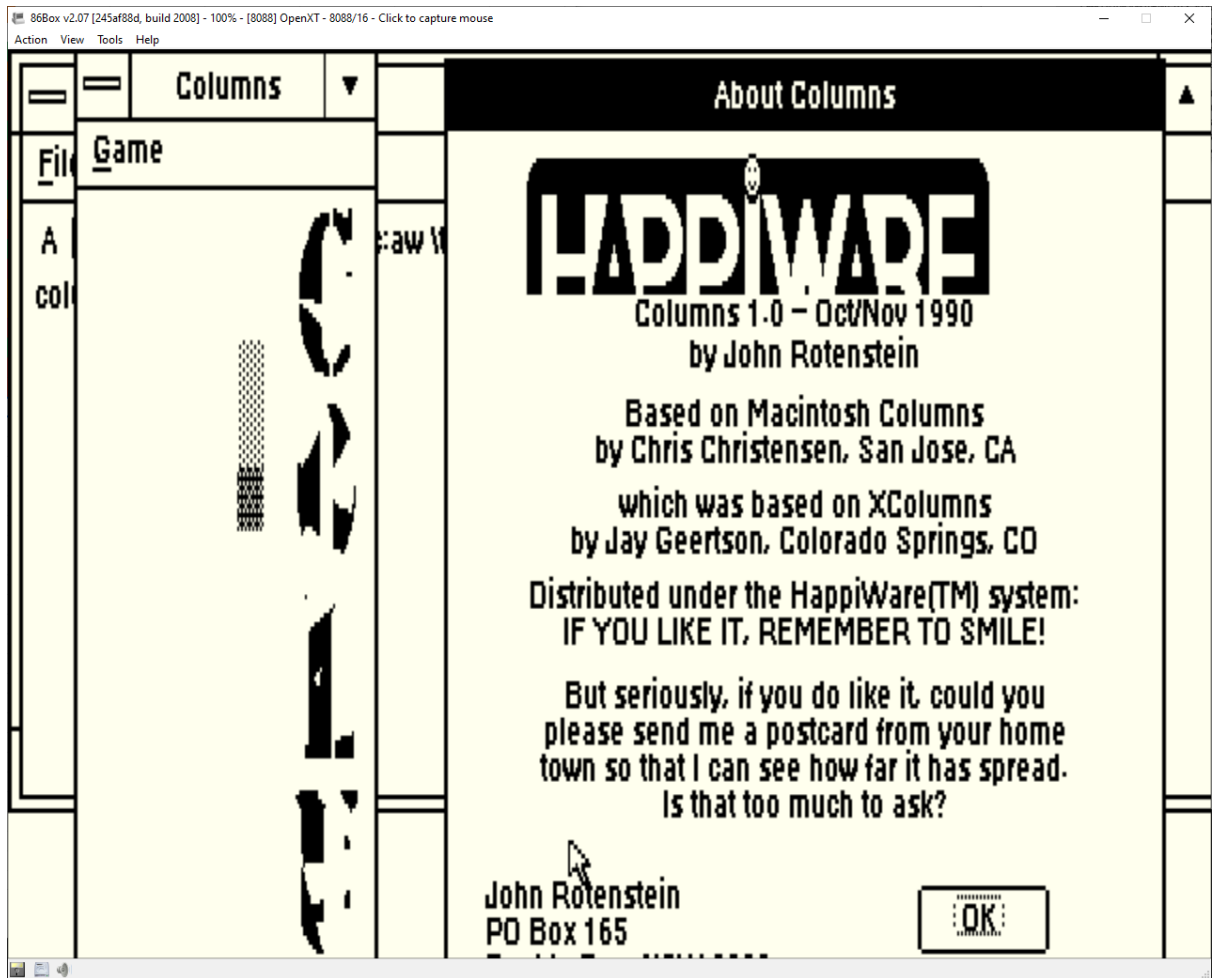 86Box v2.07 [245af88d, build 2008] - 100% - [8088] OpenXT - 8088/16 - Click to capture mouse
Action View Tools Help
Columns
Game
Fil
A
:aw \t
colu
About Columns
HAPPiWARE
Columns 1.0 – Oct/Nov 1990
by John Rotenstein
Based on Macintosh Columns
by Chris Christensen, San Jose, CA
which was based on XColumns
by Jay Geertson, Colorado Springs, CO
Distributed under the HappiWare(TM) system:
IF YOU LIKE IT, REMEMBER TO SMILE!
But seriously, if you do like it, could you
please send me a postcard from your home
town so that I can see how far it has spread.
Is that too much to ask?
John Rotenstein
PO Box 165
OK